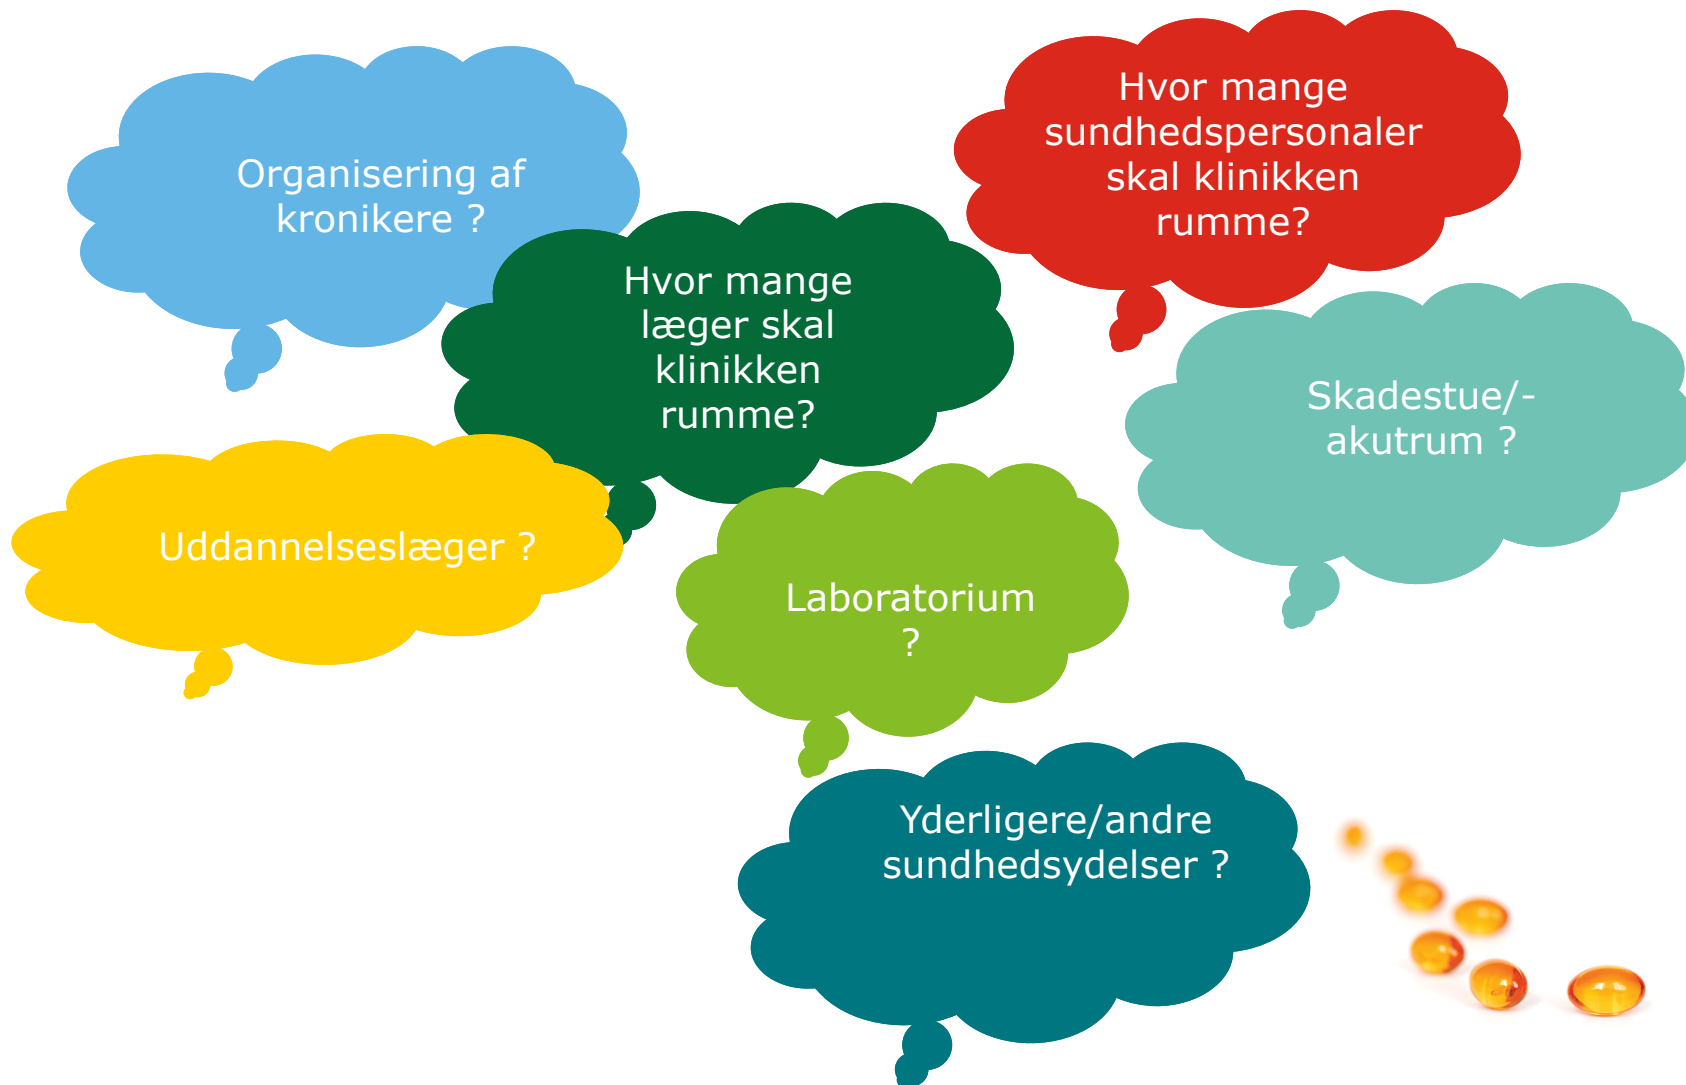 Organisering af
kronikere ?
Hvor mange
sundhedspersonaler
skal klinikken
rumme?
Hvor mange
læger skal
klinikken
rumme?
Skadestue/-
akutrum ?
Uddannelseslæger ?
Laboratorium
?
Yderligere/andre
sundhedsydelser ?